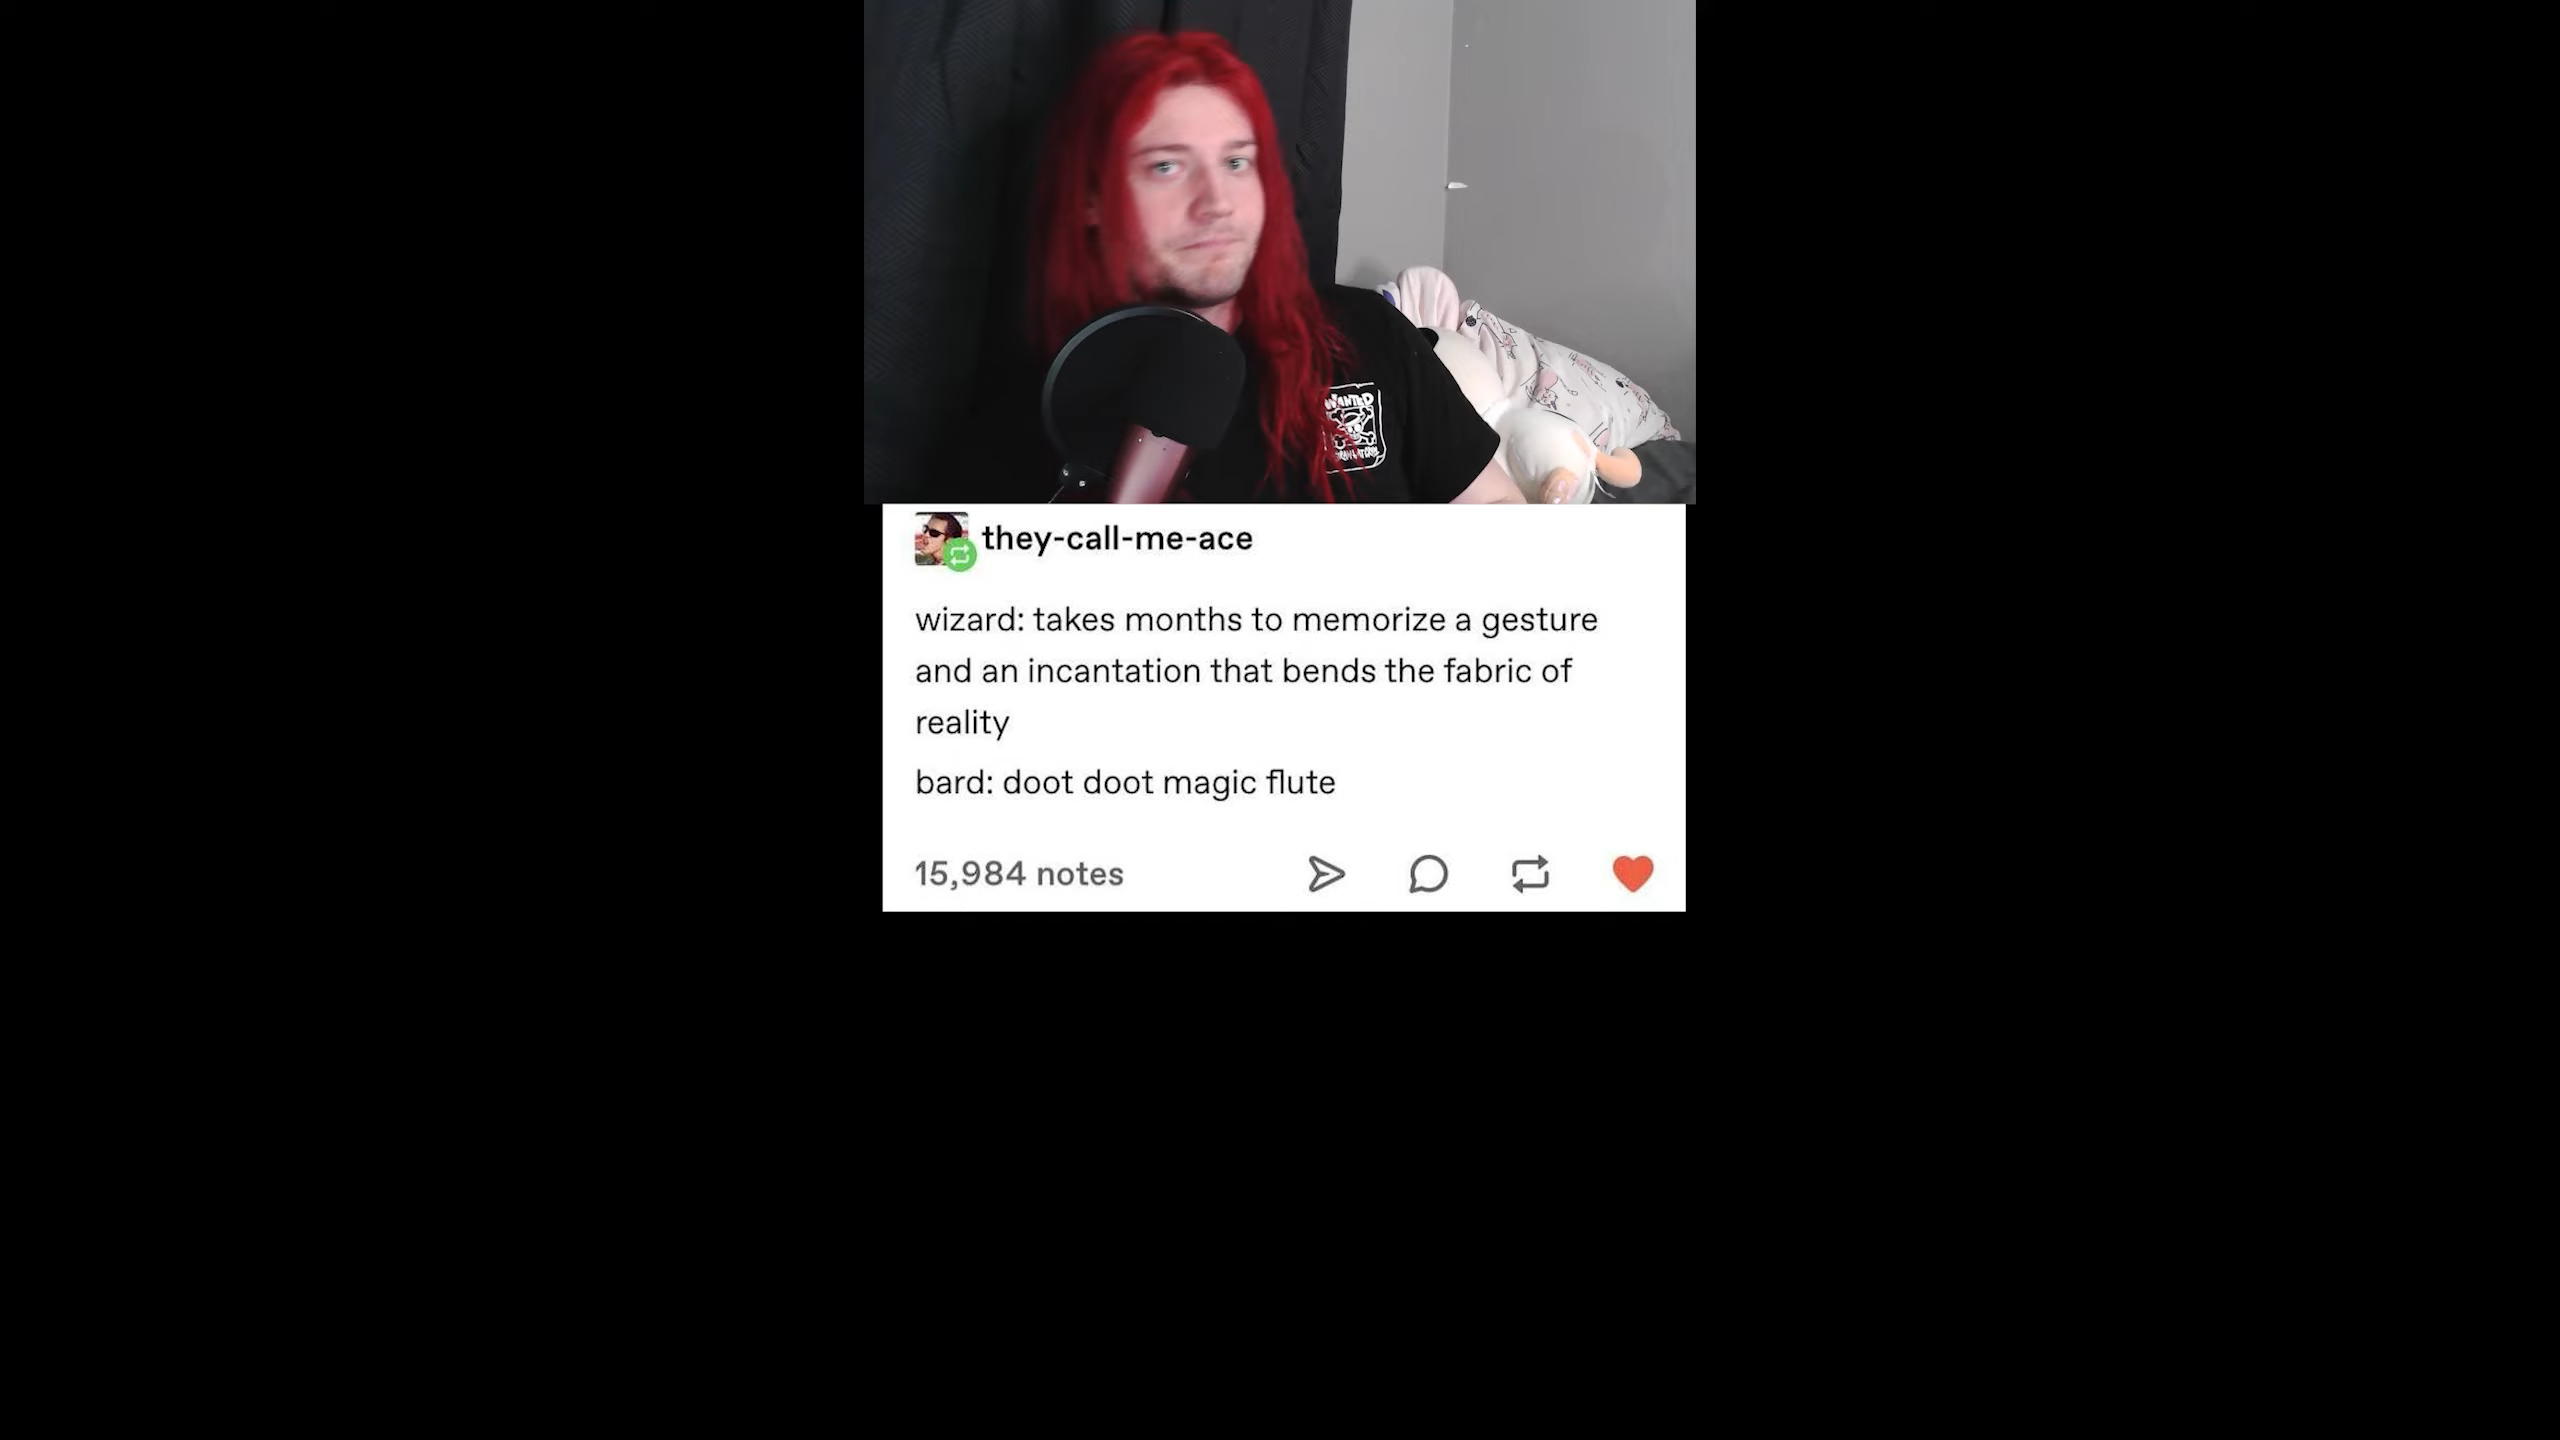 WANTED
they-call-me-ace
wizard: takes months to memorize a gesture
and an incantation that bends the fabric of
reality
bard: doot doot magic flute
15,984 notes